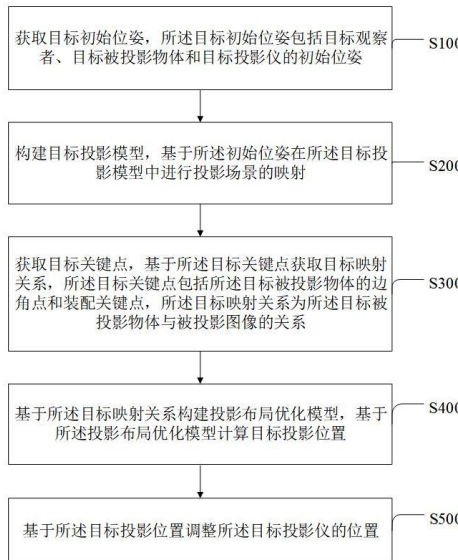 获取目标初始位姿，所述目标初始位姿包括目标观察
者、目标被投影物体和目标投影仪的初始位姿
S100
构建目标投影模型，基于所述初始位姿在所述目标投
影模型中进行投影场景的映射
S200
获取目标关键点，基于所述目标关键点获取目标映射
关系，所述目标关键点包括所述目标被投影物体的边
角点和装配关键点，所述目标映射关系为所述目标被
投影物体与被投影图像的关系
S300
基于所述目标映射关系构建投影布局优化模型，基于
所述投影布局优化模型计算目标投影位置
S400
基于所述目标投影位置调整所述目标投影仪的位置
S500